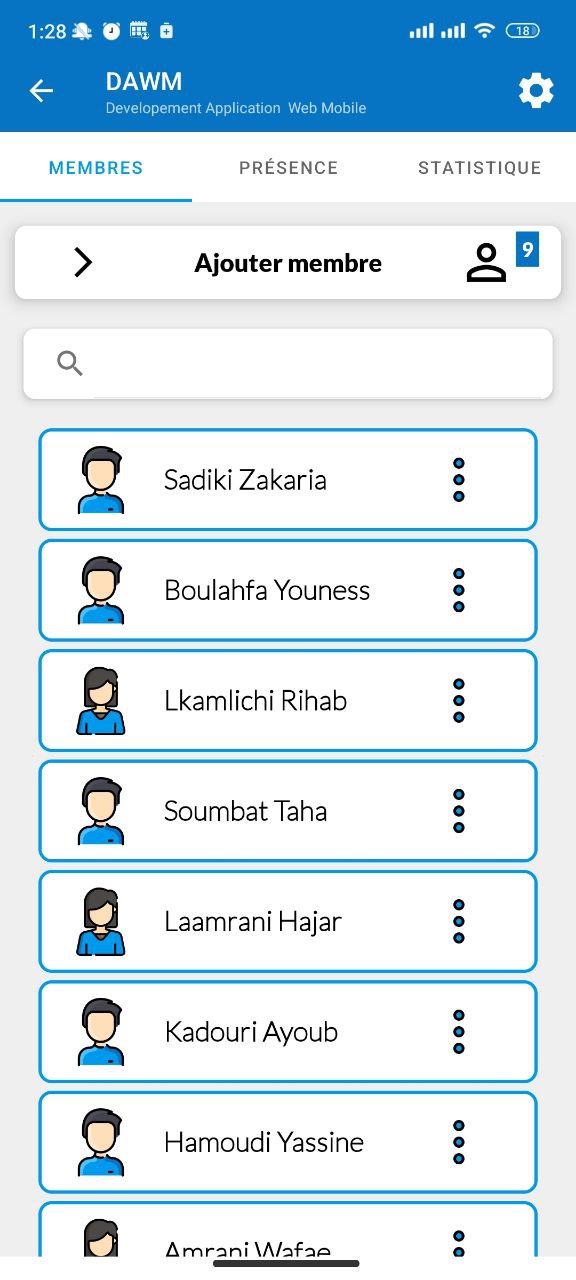 1:28
18
DAWM
Developement Application Web Mobile
MEMBRES
PRÉSENCE
STATISTIQUE
Ajouter membre
9
Sadiki Zakaria
Boulahfa Youness
Lkamlichi Rihab
Soumbat Taha
Laamrani Hajar
Kadouri Ayoub
Hamoudi Yassine
Amrani Wafae